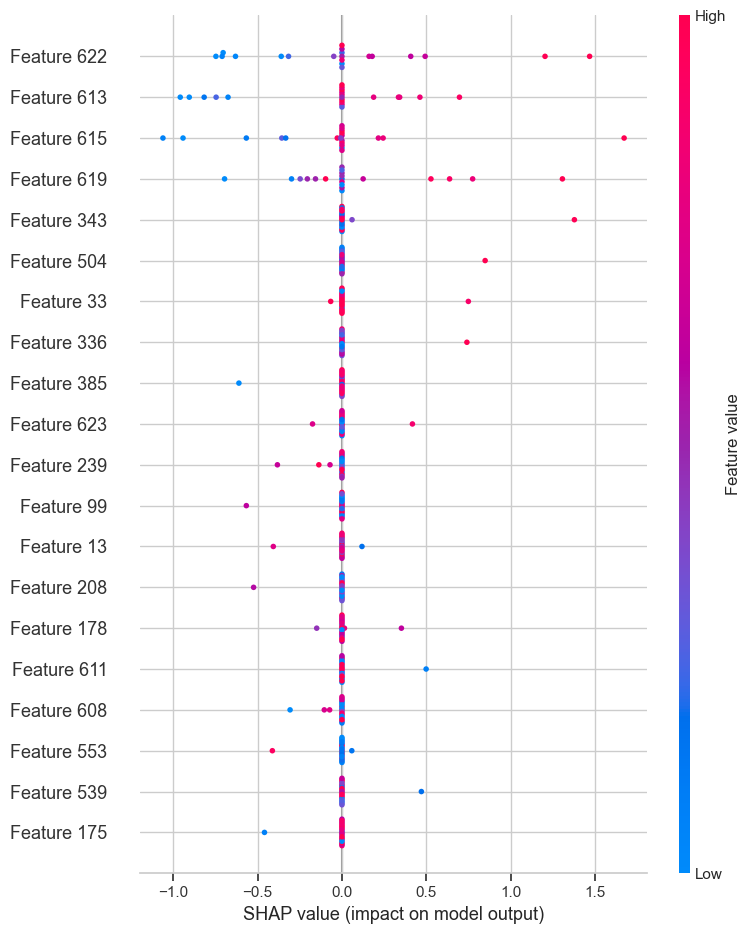 High
Feature 622
Feature 613
Feature 615
Feature 619
Feature 343
Feature 504
Feature 33
Feature 336
Feature 385
Feature 623
Feature 239
Feature 99
Feature 13
Feature 208
Feature 178
Feature 611
Feature 608
Feature 553
Feature 539
Feature 175
Feature value
Low
−1.0 −0.5 0.0 0.5 1.0 1.5
SHAP value (impact on model output)